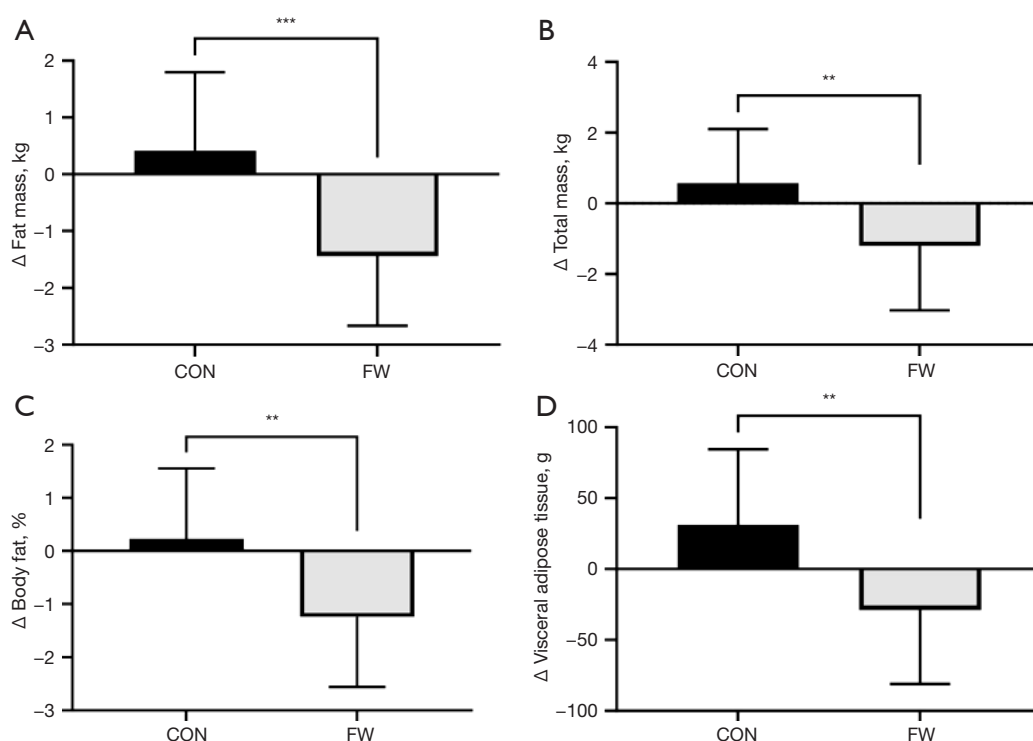 A
***
2
1
0
−1
−2
−3
Δ Fat mass, kg
CON FW
B
**
4
2
0
−2
−4
Δ Total mass, kg
CON FW
C
**
2
1
0
−1
−2
−3
Δ Body fat, %
CON FW
D
**
100
50
0
−50
−100
Δ Visceral adipose tissue, g
CON FW